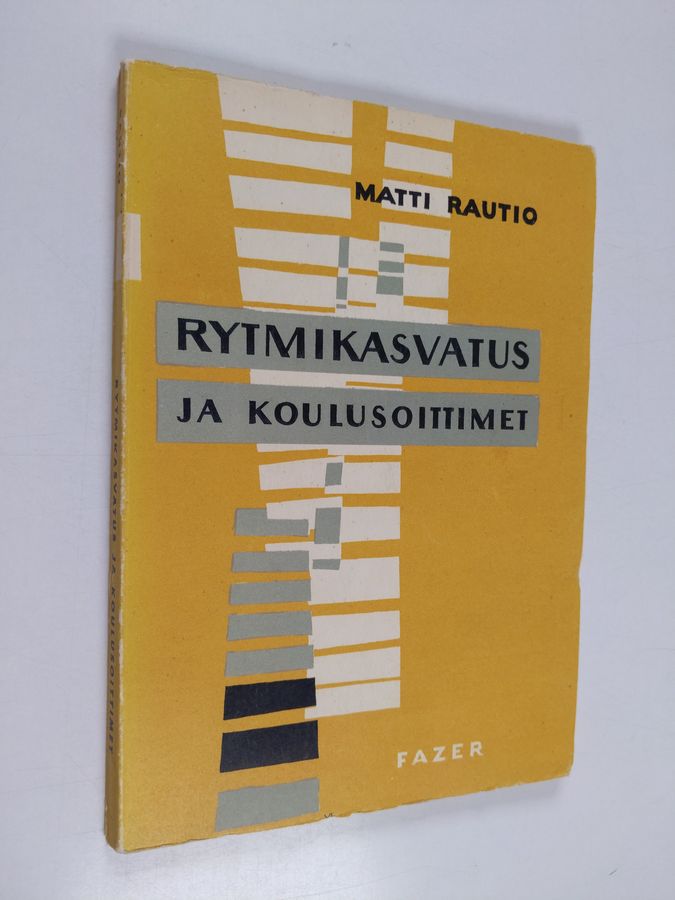 MATTI RAUTIO
RYTMIKASVATUS
JA KOULUSOITTIMET
FAZER
RYTMIKASVATUS JA KOULUSOITTIMET